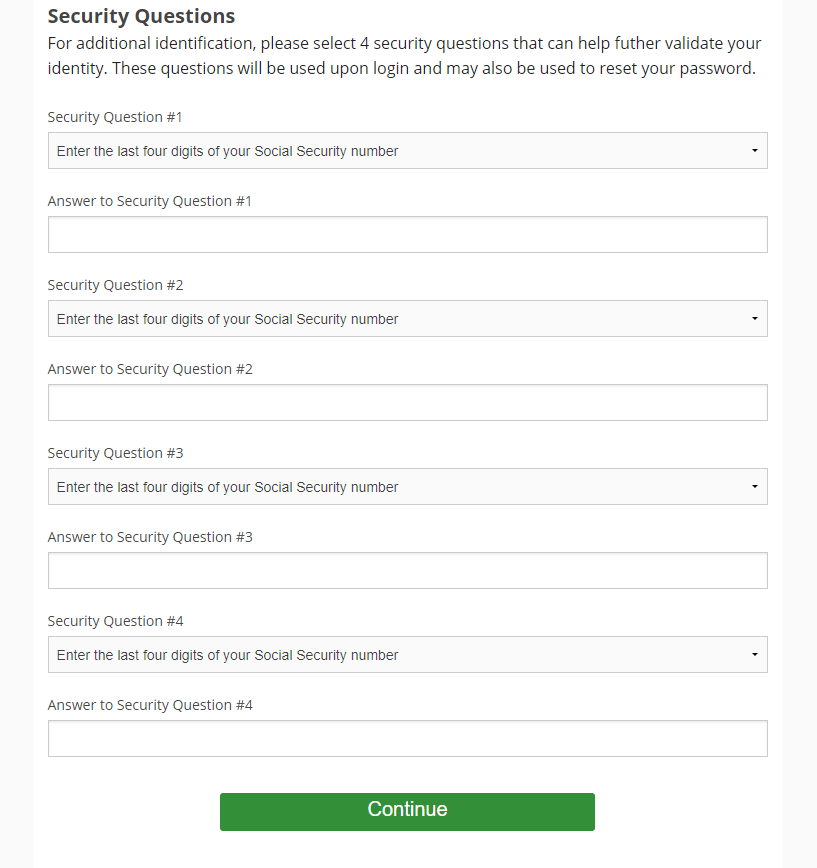 Security Questions
For additional identification, please select 4 security questions that can help futher validate your
identity. These questions will be used upon login and may also be used to reset your password.
Security Question #1
Enter the last four digits of your Social Security number
Answer to Security Question #1
Security Question #2
Enter the last four digits of your Social Security number
Answer to Security Question #2
Security Question #3
Enter the last four digits of your Social Security number
Answer to Security Question #3
Security Question #4
Enter the last four digits of your Social Security number
Answer to Security Question #4
Continue